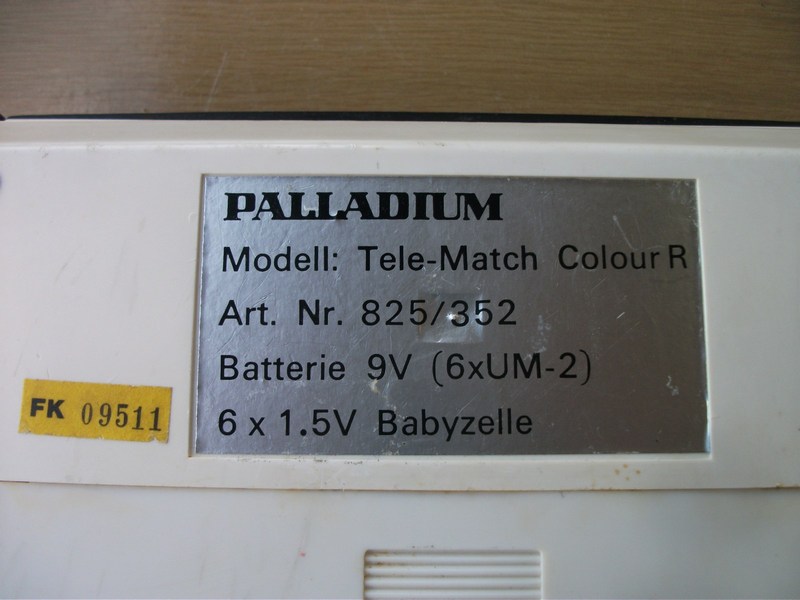 PALLADIUM
Modell: Tele-Match Colour R
Art. Nr. 825/352
Batterie 9V (6xUM-2)
6 x 1.5V Babyzelle
FK 09511